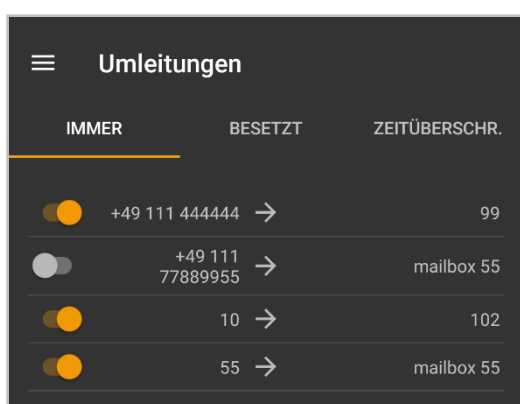 Umleitungen
IMMER BESETZT ZEITÜBERSCHR.
+49 111 444444 → 99
+49 111
77889955 → mailbox 55
10 → 102
55 → mailbox 55